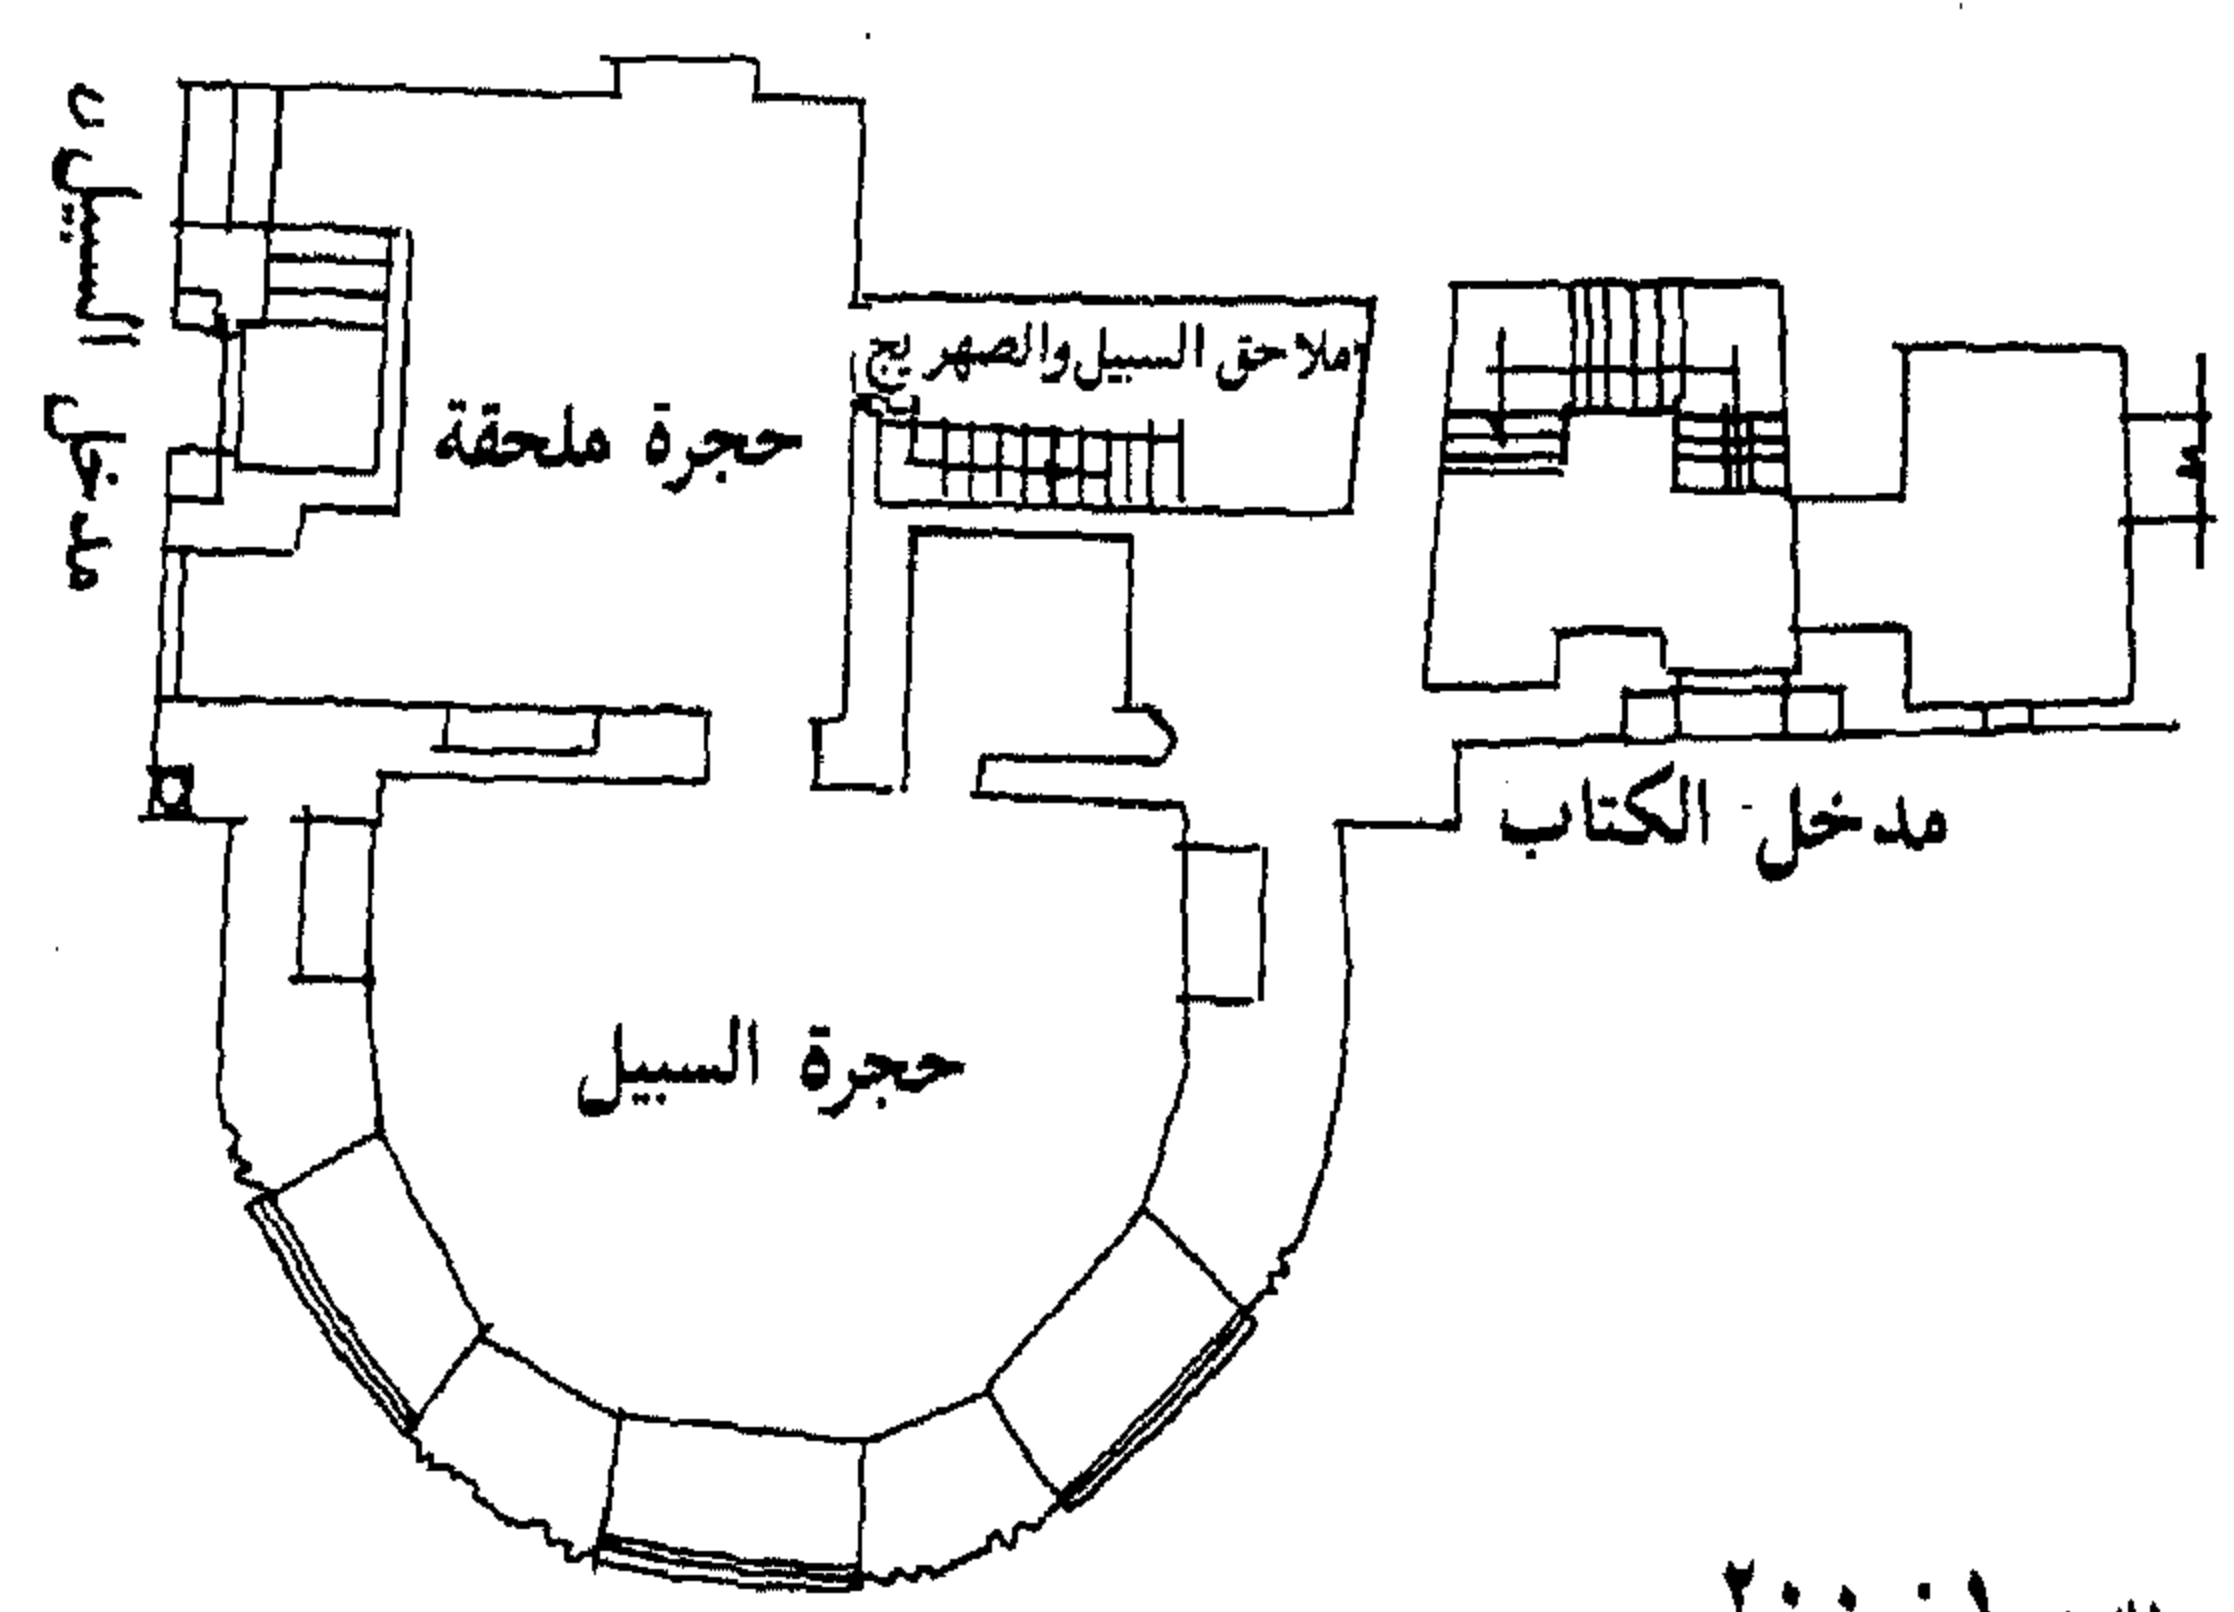 ملاحق السبيل والصهريج
حجرة ملحقة
مدخل السبيل
مدخل الكتاب
حجرة السبيل